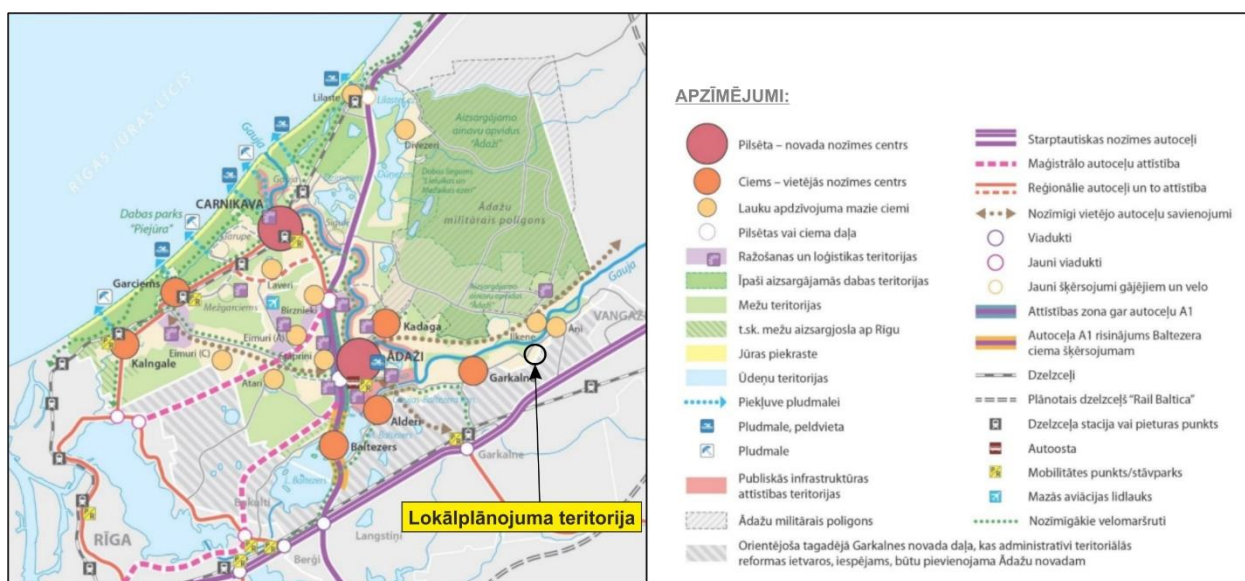 RĪGAS JŪRAS LĪCIS
Lilaste
Gauja
Dzirnezers
Aizsargājamo
ainavu apvidus
"Ādaži"
Ādažu
militārais poligons
CARNIKAVA
Dabas parks
"Piejūra"
Garciems
Mežgarciems
Laveri
Birznieki
Kalngale
Eimuri (C)
Eimuri (A)
Atari
Kadaga
ĀDAŽI
Gauja
VANGAŽI
Iļķene
Āņi
Garkalne
Alderi
Baltezers
Garkalne
Langstiņi
Berģi
RĪGA
Lokālplānojuma teritorija
APZĪMĒJUMI:
Pilsēta – novada nozīmes centrs
Ciems – vietējās nozīmes centrs
Lauku apdzīvojuma mazie ciemi
Pilsētas vai ciema daļa
Ražošanas un loģistikas teritorijas
Īpaši aizsargājamās dabas teritorijas
Mežu teritorijas
t.sk. mežu aizsargjosla ap Rīgu
Jūras piekraste
Ūdeņu teritorijas
Piekļuve pludmalei
Pludmale, peldvieta
Pludmale
Publiskās infrastruktūras
attīstības teritorijas
Ādažu militārais poligons
Orientējoša tagadējā Garkalnes novada daļa, kas administratīvi teritoriālās
reformas ietvaros, iespējams, būtu pievienojama Ādažu novadam
Starptautiskas nozīmes autoceļi
Maģistrālo autoceļu attīstība
Reģionālie autoceļi un to attīstība
Nozīmīgi vietējo autoceļu savienojumi
Viadukti
Jauni viadukti
Jauni šķērsojumi gājējiem un velo
Attīstības zona gar autoceļu A1
Autoceļa A1 risinājums Baltezera
ciema šķērsojumam
Dzelzceļi
Plānotais dzelzceļš "Rail Baltica"
Dzelzceļa stacija vai pieturas punkts
Autoosta
Mobilitātes punkts/stāvparks
Mazās aviācijas lidlauks
Nozīmīgākie velomaršruti